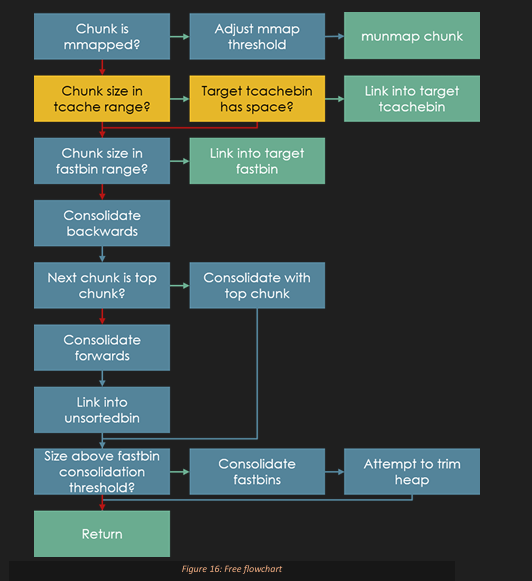 Chunk is
mmapped?
Adjust mmap
threshold
munmap chunk
Chunk size in
tcache range?
Target tcachebin
has space?
Link into target
tcachebin
Chunk size in
fastbin range?
Link into target
fastbin
Consolidate
backwards
Next chunk is top
chunk?
Consolidate with
top chunk
Consolidate
forwards
Link into
unsortedbin
Size above fastbin
consolidation
threshold?
Consolidate
fastbins
Attempt to trim
heap
Return
Figure 16: Free flowchart